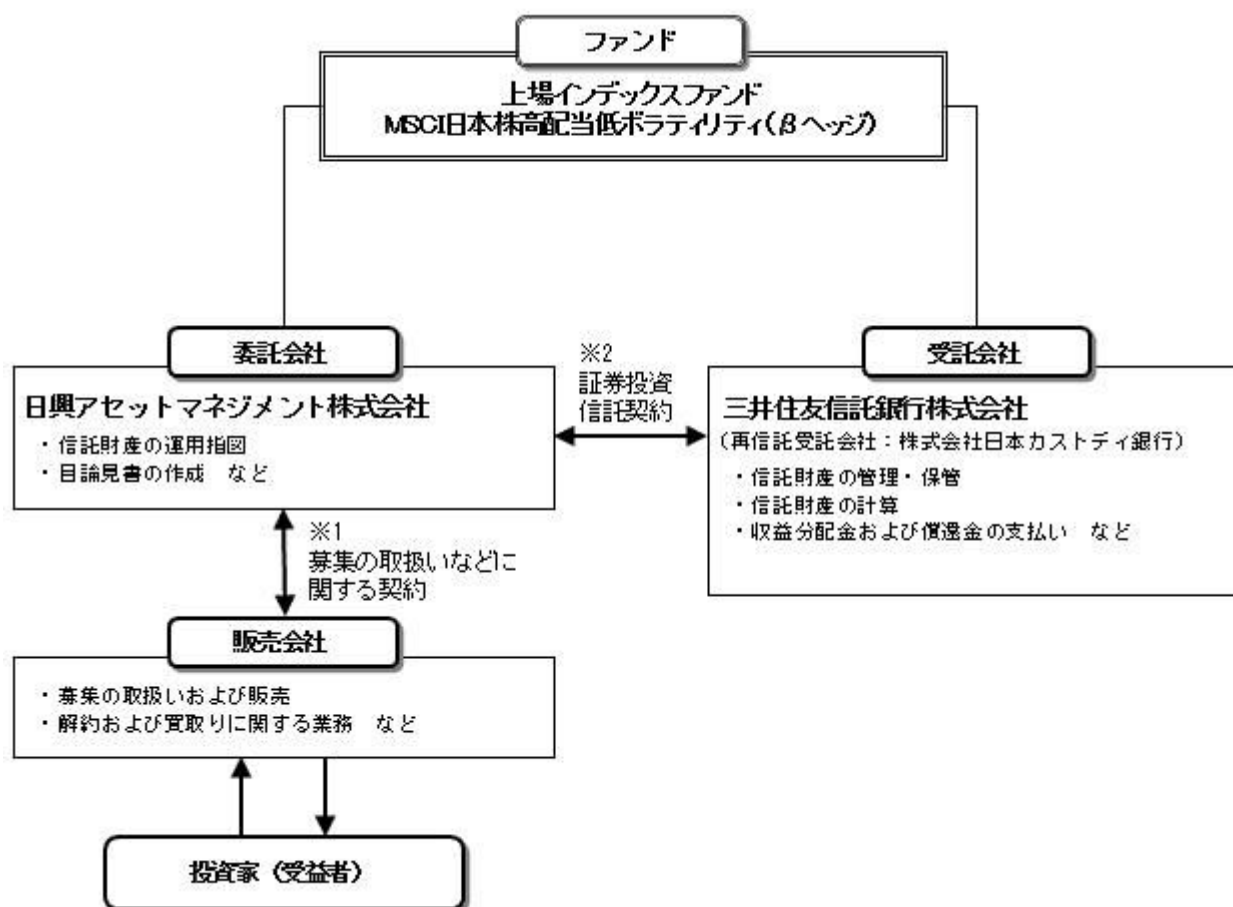 ファンド
上場インデックスファンド
MSCI日本株高配当低ボラティリティ(βヘッジ)
委託会社
日興アセットマネジメント株式会社
・信託財産の運用指図
・目論見書の作成　など
※2
証券投資
信託契約
受託会社
三井住友信託銀行株式会社
(再信託受託会社：株式会社日本カストディ銀行)
・信託財産の管理・保管
・信託財産の計算
・収益分配金および償還金の支払い　など
※1
募集の取扱いなどに
関する契約
販売会社
・募集の取扱いおよび販売
・解約および買取りに関する業務　など
投資家（受益者）